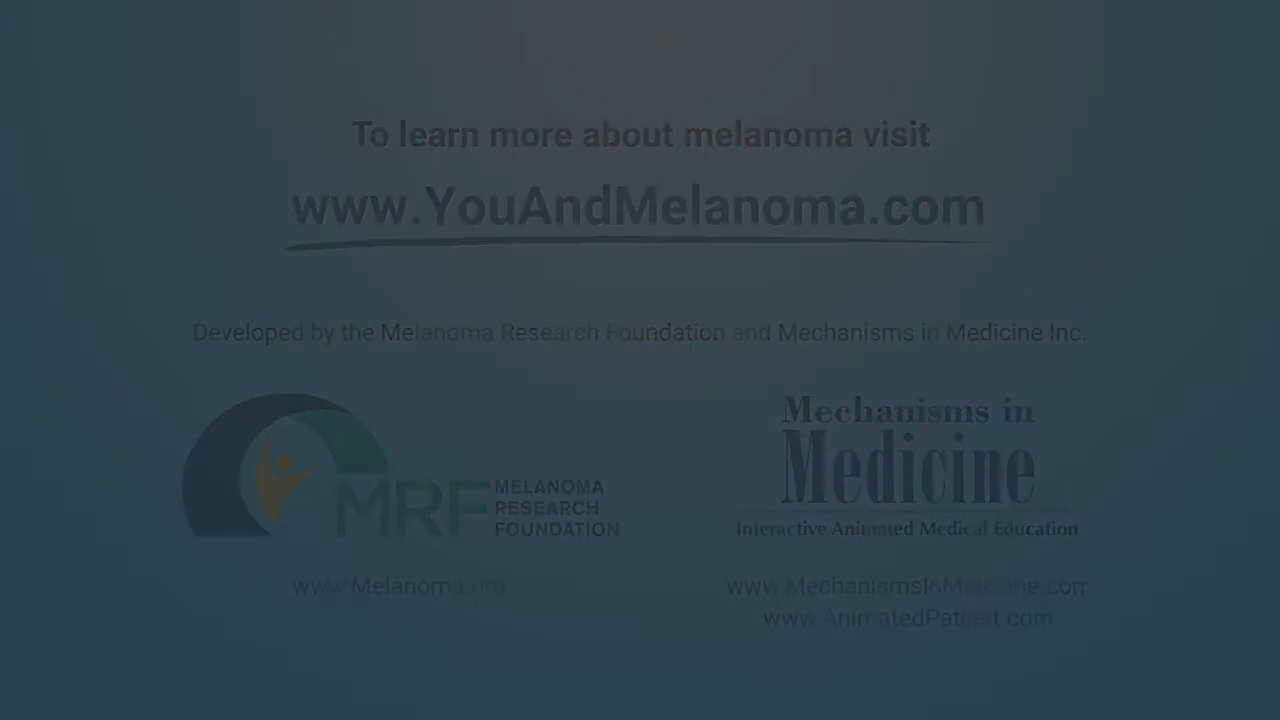 To learn more about melanoma visit
www.YouAndMelanoma.com
Developed by the Melanoma Research Foundation and Mechanisms in Medicine Inc.
MRF MELANOMA
RESEARCH
FOUNDATION
www.Melanoma.org
Mechanisms in
Medicine
Interactive Animated Medical Education
www.MechanismsInMedicine.com
www.AnimatedPatient.com